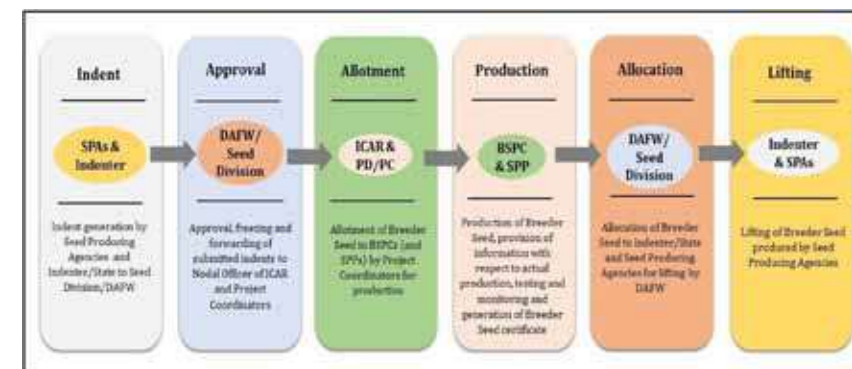 Indent
SPAs &
Indenter
Indent generation by
Seed Producing
Agencies and
Indenter/State to Seed
Division/DAFW
Approval
DAFW/
Seed
Division
Approval, freezing and
forwarding of
submitted indents to
Nodal Officer of ICAR
and Project
Coordinators
Allotment
ICAR &
PD/PC
Allotment of Breeder
Seed to BSPCs (and
SPPs) by Project
Coordinators for
production
Production
BSPC
& SPP
Production of Breeder
Seed, provision of
information with
respect to actual
production, testing and
monitoring and
generation of Breeder
Seed certificate
Allocation
DAFW/
Seed
Division
Allocation of Breeder
Seed to Indenter/State
and Seed Producing
Agencies for lifting by
DAFW
Lifting
Indenter
& SPAs
Lifting of Breeder Seed
produced by Seed
Producing Agencies